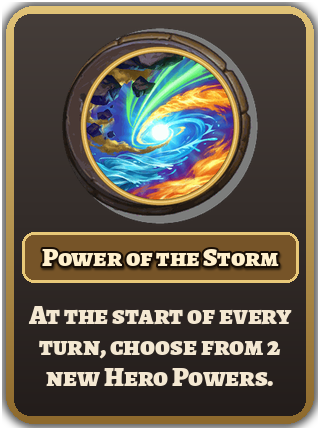 Power of the Storm
At the start of every
turn, choose from 2
new Hero Powers.